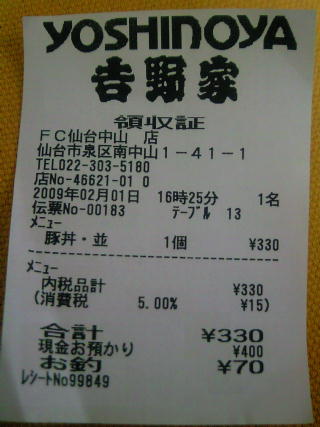 YOSHINOYA
吉野家
領収証
FC仙台中山 店
仙台市泉区南中山1-41-1
TEL022-303-5180
店No-46621-01 0
2009年02月01日 16時25分 1名
伝票No-00183 テーブル 13
メニュー
豚丼・並 1個 ¥330
メニュー
内税品計 ¥330
(消費税 5.00% ¥15)
合計 ¥330
現金お預かり ¥400
お釣 ¥70
レシートNo99849